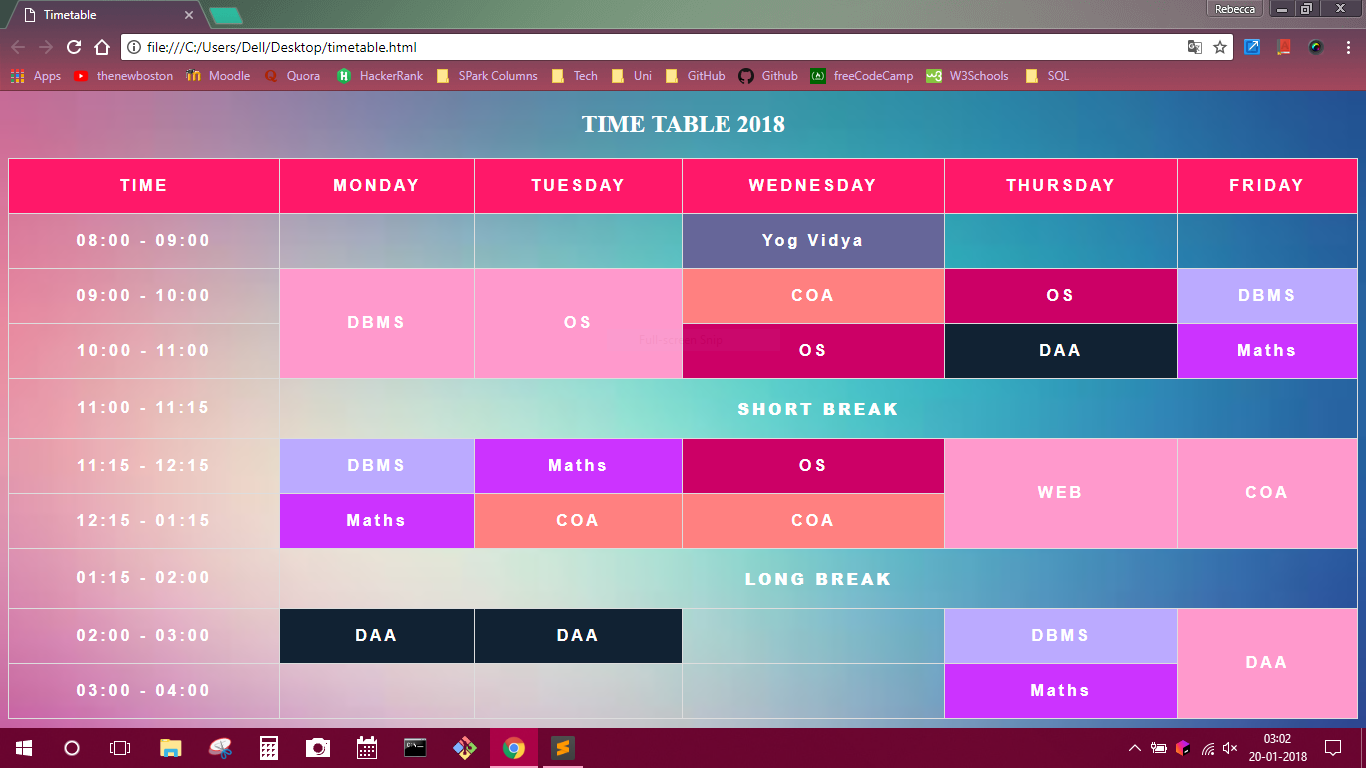 Timetable
Rebecca
file:///C:/Users/Dell/Desktop/timetable.html
Apps thenewboston Moodle Quora HackerRank SPark Columns Tech Uni GitHub Github freeCodeCamp W3Schools SQL
TIME TABLE 2018
TIME MONDAY TUESDAY WEDNESDAY THURSDAY FRIDAY
08:00 - 09:00 Yog Vidya
09:00 - 10:00 COA OS DBMS
DBMS OS
10:00 - 11:00 OS DAA Maths
11:00 - 11:15 SHORT BREAK
11:15 - 12:15 DBMS Maths OS
WEB COA
12:15 - 01:15 Maths COA COA
01:15 - 02:00 LONG BREAK
02:00 - 03:00 DAA DAA DBMS
DAA
03:00 - 04:00 Maths
03:02
20-01-2018